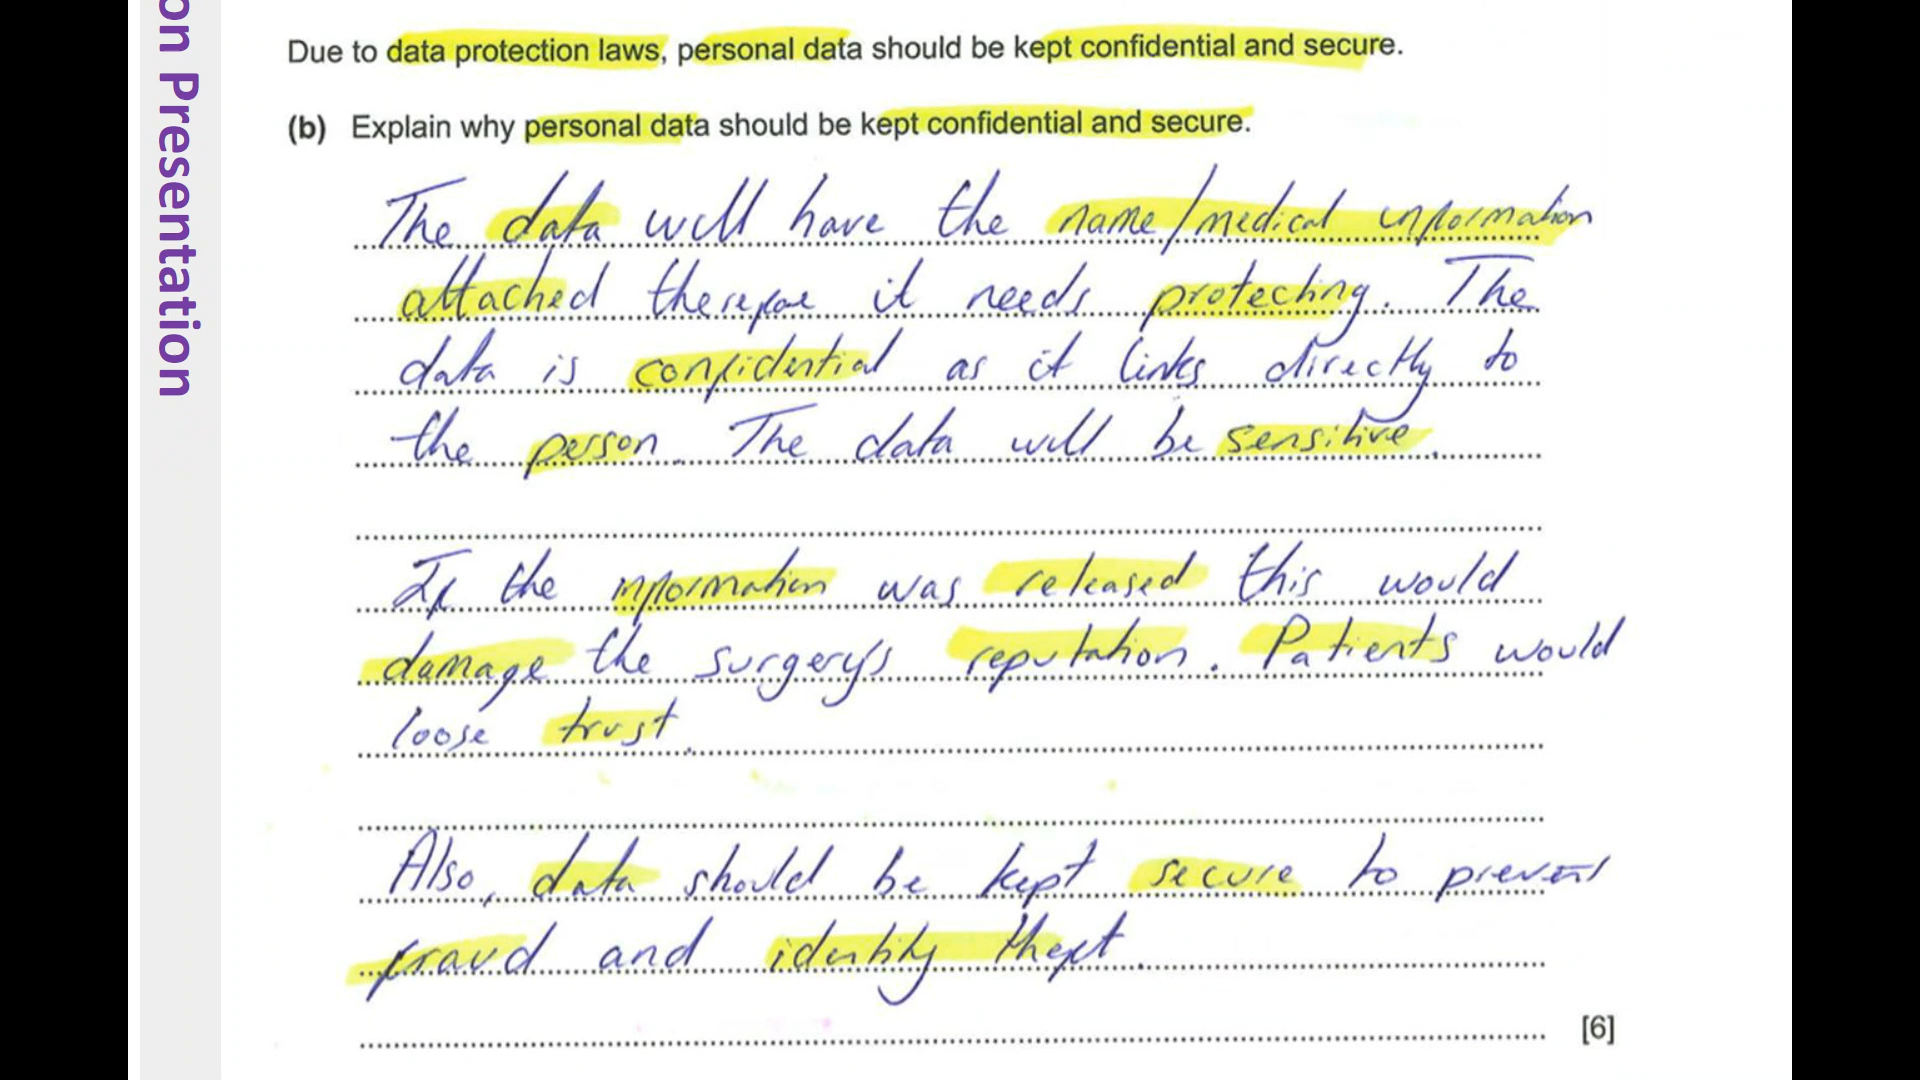 on Presentation
Due to data protection laws, personal data should be kept confidential and secure.
(b) Explain why personal data should be kept confidential and secure.
The data will have the name/medical information
attached therefore it needs protecting. The
data is confidential as it links directly to
the person. The data will be sensitive.
If the information was released this would
damage the surgery's reputation. Patients would
loose trust.
Also, data should be kept secure to prevent
fraud and identity theft.
[6]